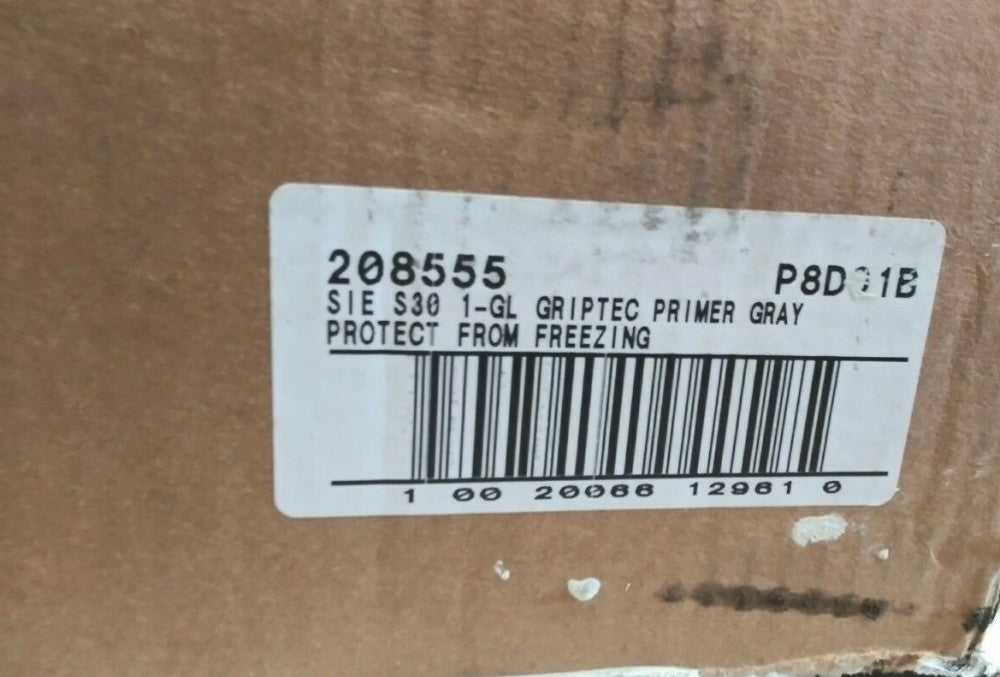 208555
SIE S30 1-GL GRIPTEC PRIMER GRAY
PROTECT FROM FREEZING
1 00 20066 12961 0